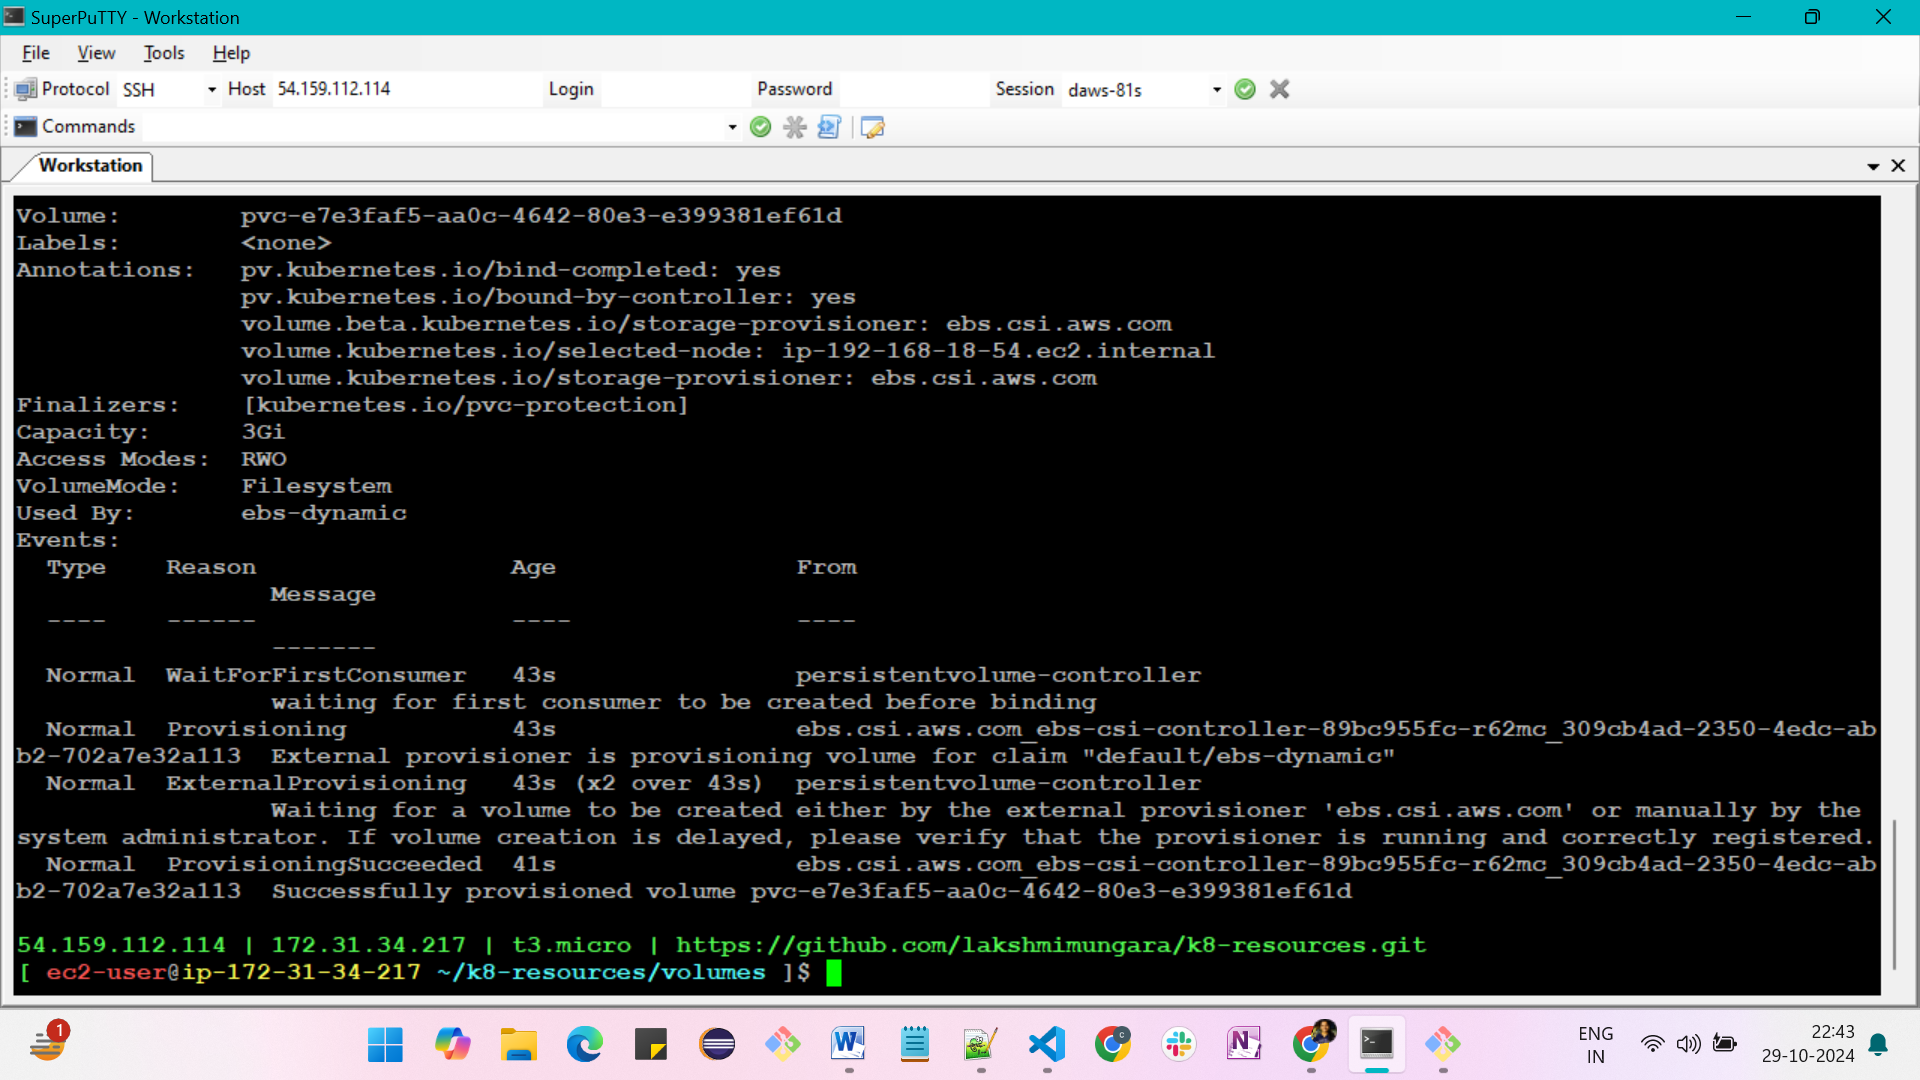 SuperPuTTY - Workstation
File View Tools Help
Protocol SSH Host 54.159.112.114 Login Password Session daws-81s
Commands
Workstation
Volume: pvc-e7e3faf5-aa0c-4642-80e3-e399381ef61d
Labels: <none>
Annotations: pv.kubernetes.io/bind-completed: yes
pv.kubernetes.io/bound-by-controller: yes
volume.beta.kubernetes.io/storage-provisioner: ebs.csi.aws.com
volume.kubernetes.io/selected-node: ip-192-168-18-54.ec2.internal
volume.kubernetes.io/storage-provisioner: ebs.csi.aws.com
Finalizers: [kubernetes.io/pvc-protection]
Capacity: 3Gi
Access Modes: RWO
VolumeMode: Filesystem
Used By: ebs-dynamic
Events:
Type Reason Age From
Message
---- ------ ---- ----
-------
Normal WaitForFirstConsumer 43s persistentvolume-controller
waiting for first consumer to be created before binding
Normal Provisioning 43s ebs.csi.aws.com_ebs-csi-controller-89bc955fc-r62mc_309cb4ad-2350-4edc-ab
b2-702a7e32a113 External provisioner is provisioning volume for claim "default/ebs-dynamic"
Normal ExternalProvisioning 43s (x2 over 43s) persistentvolume-controller
Waiting for a volume to be created either by the external provisioner 'ebs.csi.aws.com' or manually by the
system administrator. If volume creation is delayed, please verify that the provisioner is running and correctly registered.
Normal ProvisioningSucceeded 41s ebs.csi.aws.com_ebs-csi-controller-89bc955fc-r62mc_309cb4ad-2350-4edc-ab
b2-702a7e32a113 Successfully provisioned volume pvc-e7e3faf5-aa0c-4642-80e3-e399381ef61d
54.159.112.114 | 172.31.34.217 | t3.micro | https://github.com/lakshmimungara/k8-resources.git
[ ec2-user@ip-172-31-34-217 ~/k8-resources/volumes ]$
1
W
N
C
ENG
IN
22:43
29-10-2024